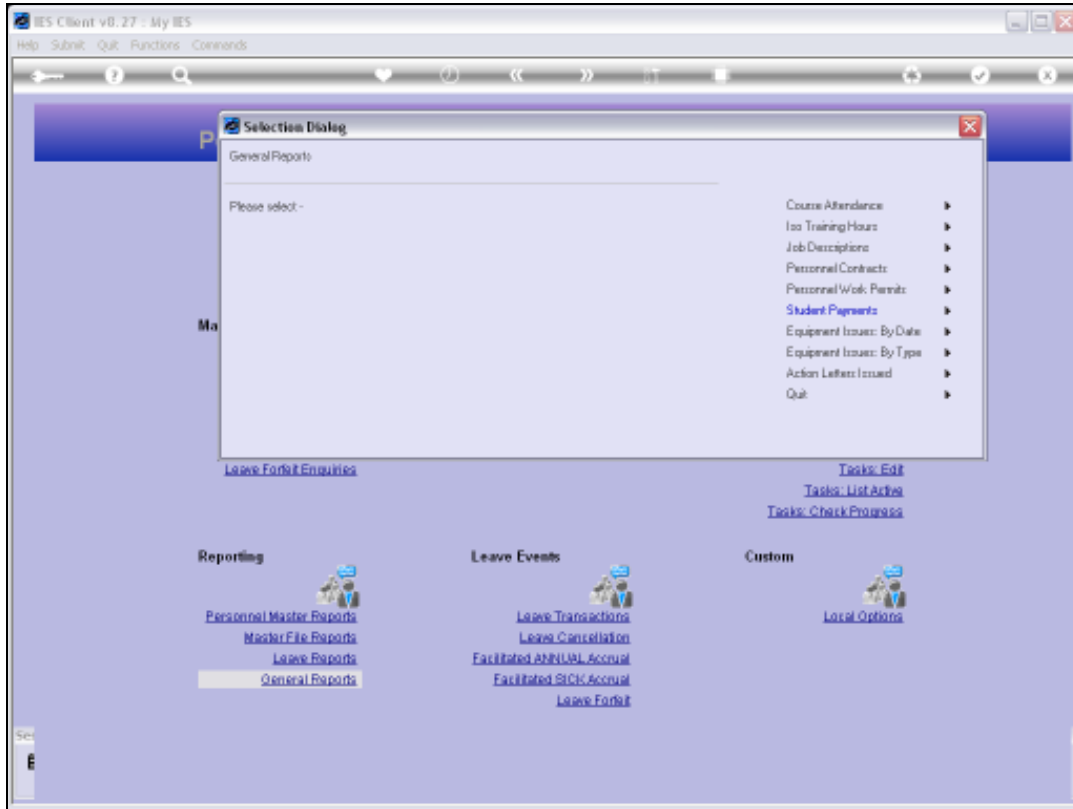 IES Client v8.27 : My IES
Help Submit Quit Functions Commands
Selection Dialog
General Reports
Please select -
Course Attendance
Iso Training Hours
Job Descriptions
Personnel Contracts
Personnel Work Permits
Student Payments
Equipment Issues: By Date
Equipment Issues: By Type
Action Letters Issued
Quit
Ma
Leave Forfeit Enquiries
Tasks: Edit
Tasks: List Active
Tasks: Check Progress
Reporting
Personnel Master Reports
Master File Reports
Leave Reports
General Reports
Leave Events
Leave Transactions
Leave Cancellation
Facilitated ANNUAL Accrual
Facilitated SICK Accrual
Leave Forfeit
Custom
Local Options